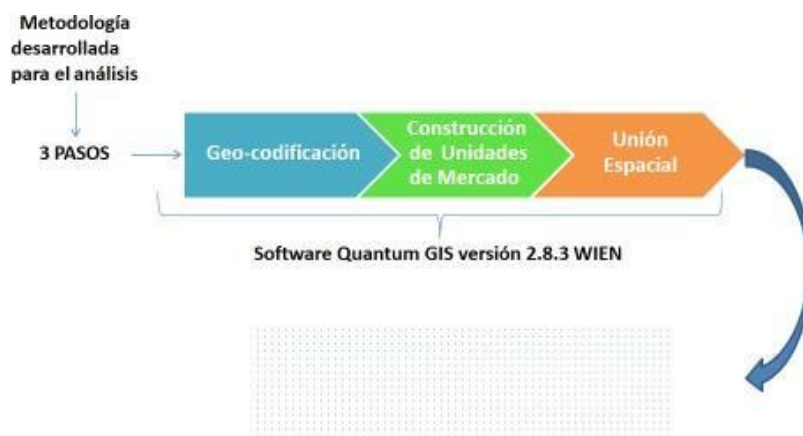 Metodología
desarrollada
para el análisis
3 PASOS
Geo-codificación
Construcción
de Unidades
de Mercado
Unión
Espacial
Software Quantum GIS versión 2.8.3 WIEN